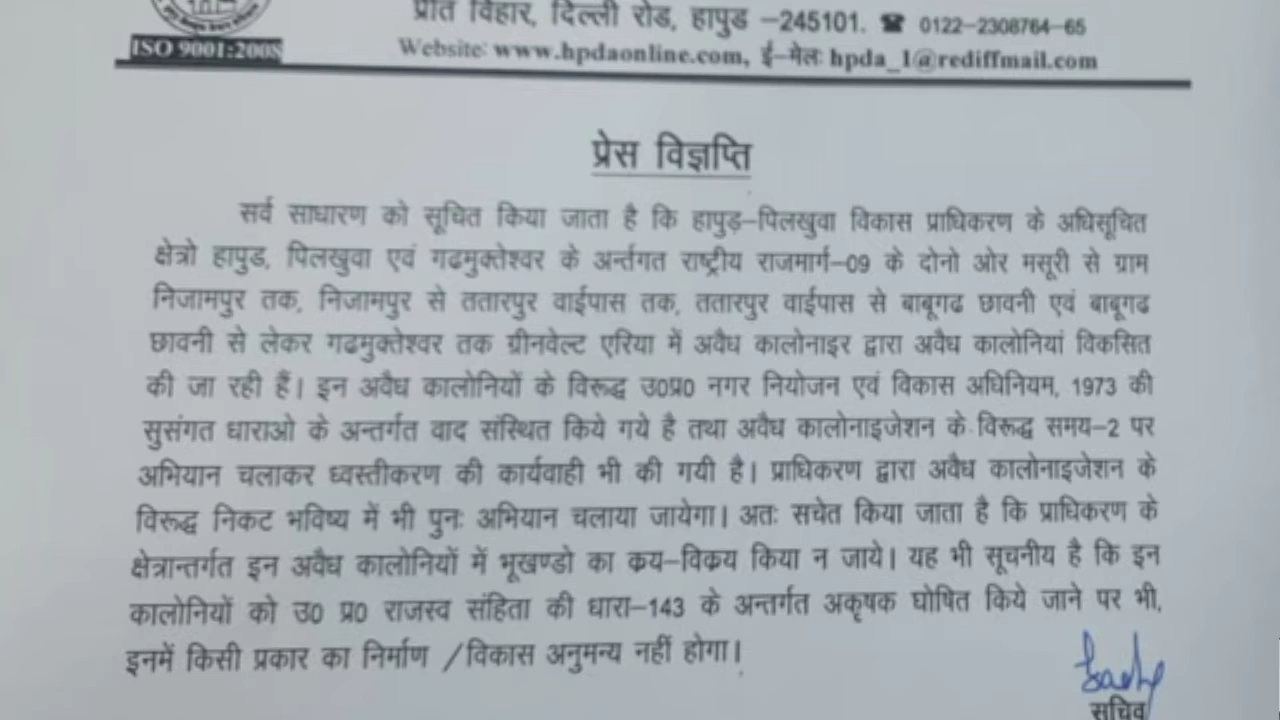 प्रीत विहार, दिल्ली रोड, हापुड –245101. ☎ 0122–2308764–65
ISO 9001:2008
Website: www.hpdaonline.com, ई–मेलः hpda_1@rediffmail.com
प्रेस विज्ञप्ति
सर्व साधारण को सूचित किया जाता है कि हापुड़–पिलखुवा विकास प्राधिकरण के अधिसूचित
क्षेत्रो हापुड, पिलखुवा एवं गढमुक्तेश्वर के अर्न्तगत राष्ट्रीय राजमार्ग–09 के दोनो ओर मसूरी से ग्राम
निजामपुर तक, निजामपुर से ततारपुर वाईपास तक, ततारपुर वाईपास से बाबूगढ छावनी एवं बाबूगढ
छावनी से लेकर गढमुक्तेश्वर तक ग्रीनवेल्ट एरिया में अवैध कालोनाइर द्वारा अवैध कालोनियां विकसित
की जा रही हैं। इन अवैध कालोनियों के विरूद्ध उ0प्र0 नगर नियोजन एवं विकास अधिनियम, 1973 की
सुसंगत धाराओ के अन्तर्गत वाद संस्थित किये गये है तथा अवैध कालोनाइजेशन के विरूद्ध समय–2 पर
अभियान चलाकर ध्वस्तीकरण की कार्यवाही भी की गयी है। प्राधिकरण द्वारा अवैध कालोनाइजेशन के
विरूद्ध निकट भविष्य में भी पुनः अभियान चलाया जायेगा। अतः सचेत किया जाता है कि प्राधिकरण के
क्षेत्रान्तर्गत इन अवैध कालोनियों में भूखण्डो का क्रय–विक्रय किया न जाये। यह भी सूचनीय है कि इन
कालोनियों को उ0 प्र0 राजस्व संहिता की धारा–143 के अन्तर्गत अकृषक घोषित किये जाने पर भी,
इनमें किसी प्रकार का निर्माण /विकास अनुमन्य नहीं होगा।
सचिव